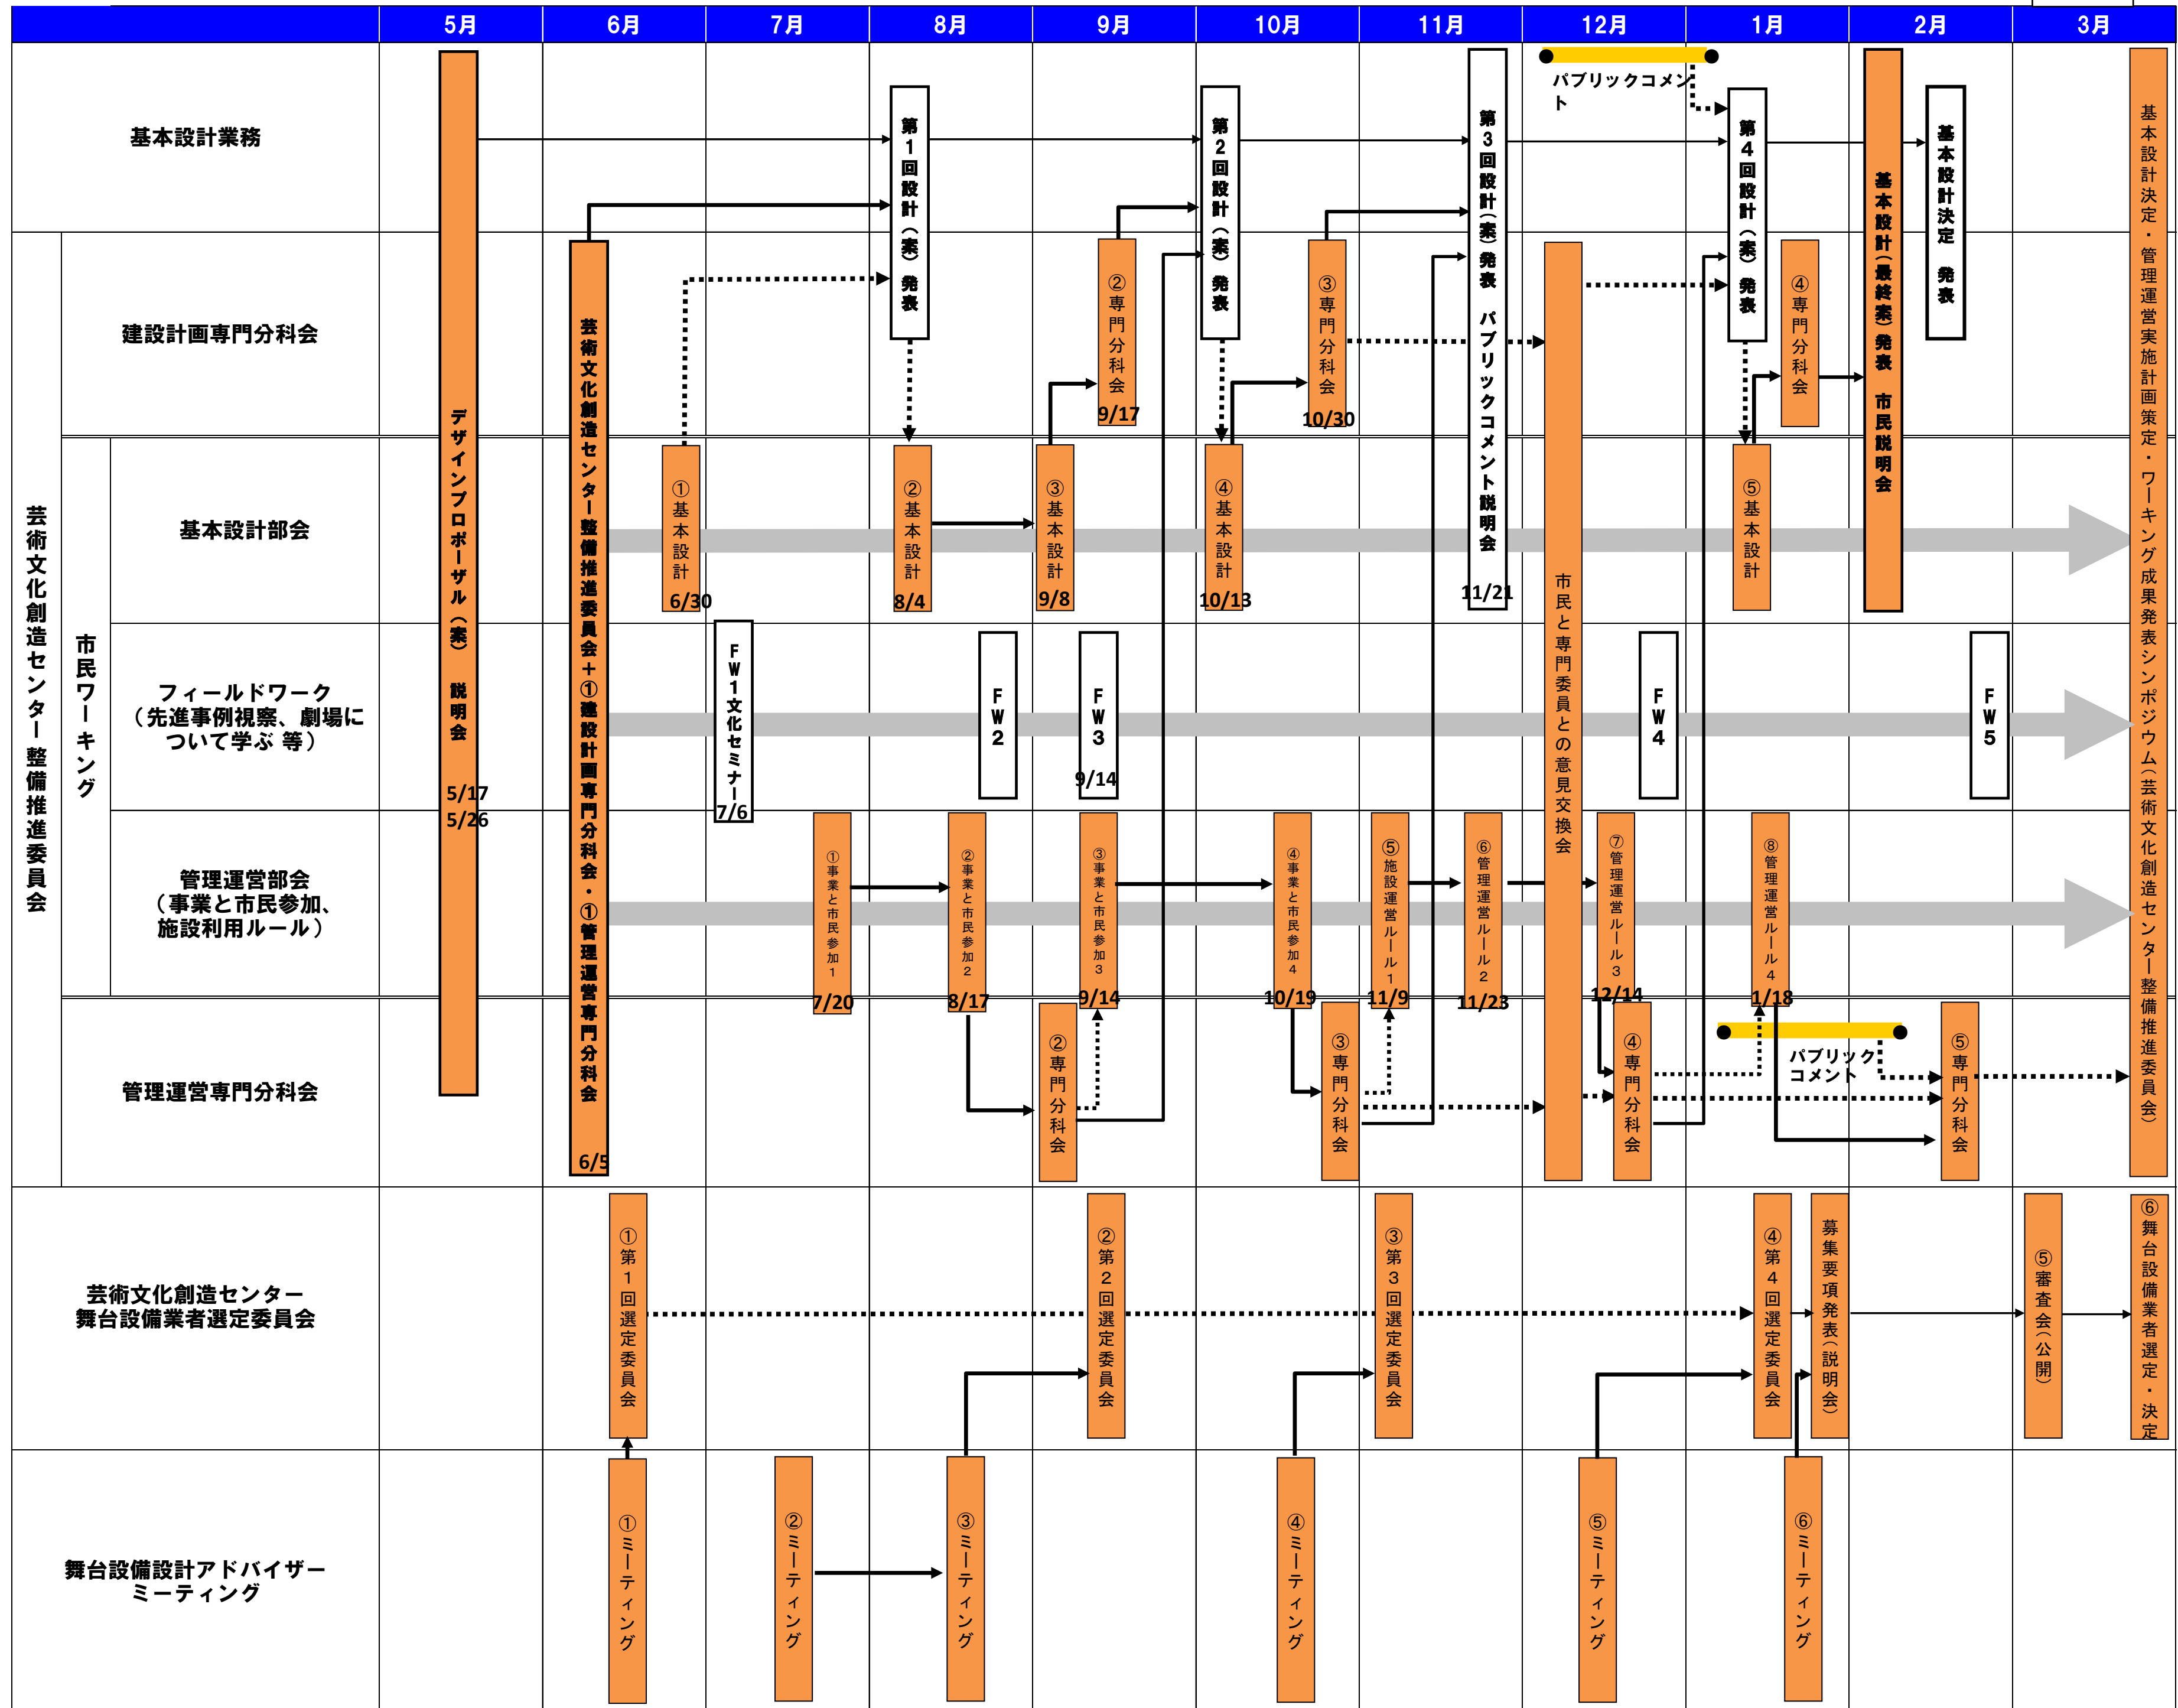 5月
6月
7月
8月
9月
10月
11月
12月
1月
2月
3月
基本設計業務
芸術文化創造センター整備推進委員会
建設計画専門分科会
市民ワーキング
基本設計部会
フィールドワーク
（先進事例視察、劇場に
ついて学ぶ 等）
管理運営部会
（事業と市民参加、
施設利用ルール）
管理運営専門分科会
芸術文化創造センター
舞台設備業者選定委員会
舞台設備設計アドバイザー
ミーティング
デザインプロポーザル（案） 説明会
5/17
5/26
芸術文化創造センター整備推進委員会＋①建設計画専門分科会・①管理運営専門分科会
6/5
第1回設計（案）発表
第2回設計（案）発表
第3回設計（案）発表 パブリックコメント説明会
11/21
パブリックコメン
ト
第4回設計（案）発表
基本設計（最終案）発表 市民説明会
基本設計決定 発表
基本設計決定・管理運営実施計画策定・ワーキング成果発表シンポジウム（芸術文化創造センター整備推進委員会）
②専門分科会
9/17
③専門分科会
10/30
④専門分科会
市民と専門委員との意見交換会
①基本設計
6/30
②基本設計
8/4
③基本設計
9/8
④基本設計
10/13
⑤基本設計
FW1文化セミナー
7/6
FW2
FW3
9/14
FW4
FW5
①事業と市民参加1
7/20
②事業と市民参加2
8/17
③事業と市民参加3
9/14
④事業と市民参加4
10/19
⑤施設運営ルール1
11/9
⑥管理運営ルール2
11/23
⑦管理運営ルール3
12/14
⑧管理運営ルール4
1/18
②専門分科会
③専門分科会
④専門分科会
パブリック
コメント
⑤専門分科会
①第1回選定委員会
②第2回選定委員会
③第3回選定委員会
④第4回選定委員会
募集要項発表（説明会）
⑤審査会（公開）
⑥舞台設備業者選定・決定
①ミーティング
②ミーティング
③ミーティング
④ミーティング
⑤ミーティング
⑥ミーティング